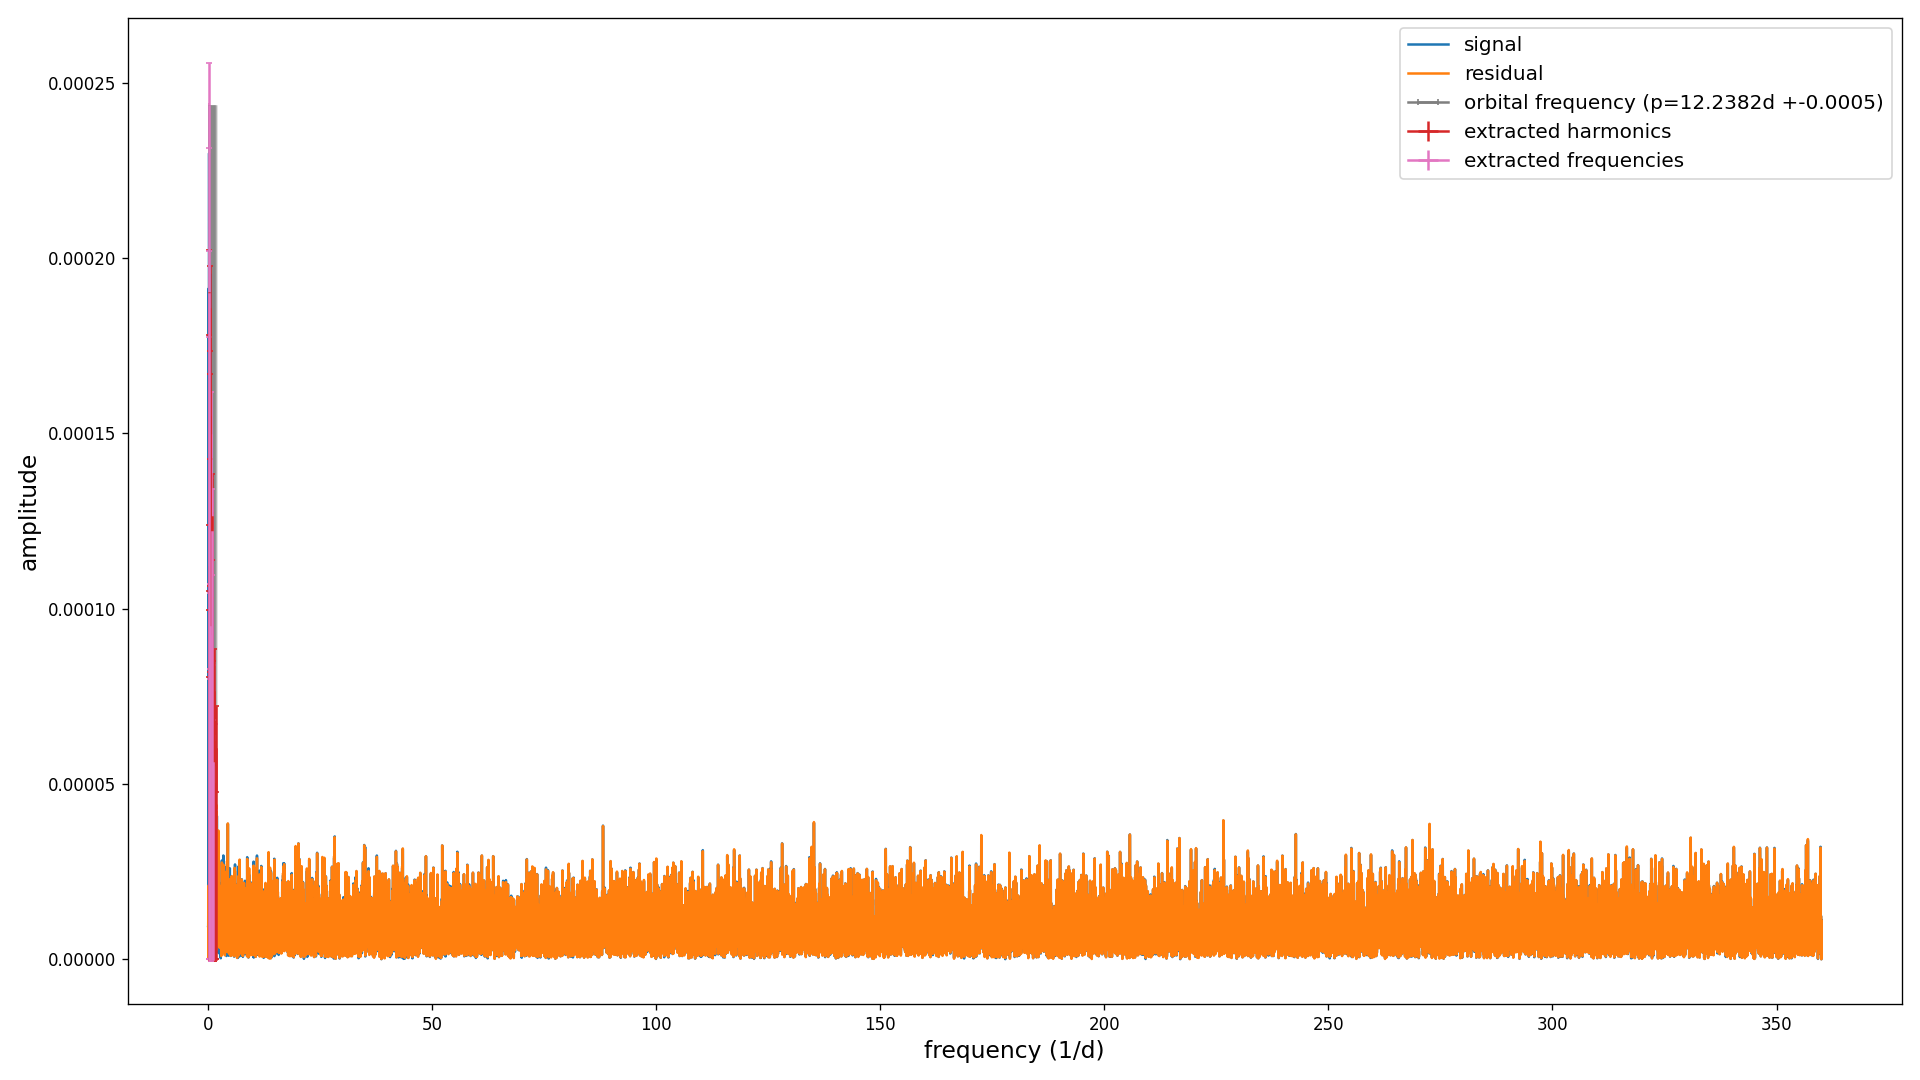 signal
residual
orbital frequency (p=12.2382d +-0.0005)
extracted harmonics
extracted frequencies
0.00025
0.00020
0.00015
0.00010
0.00005
0.00000
amplitude
0 50 100 150 200 250 300 350
frequency (1/d)